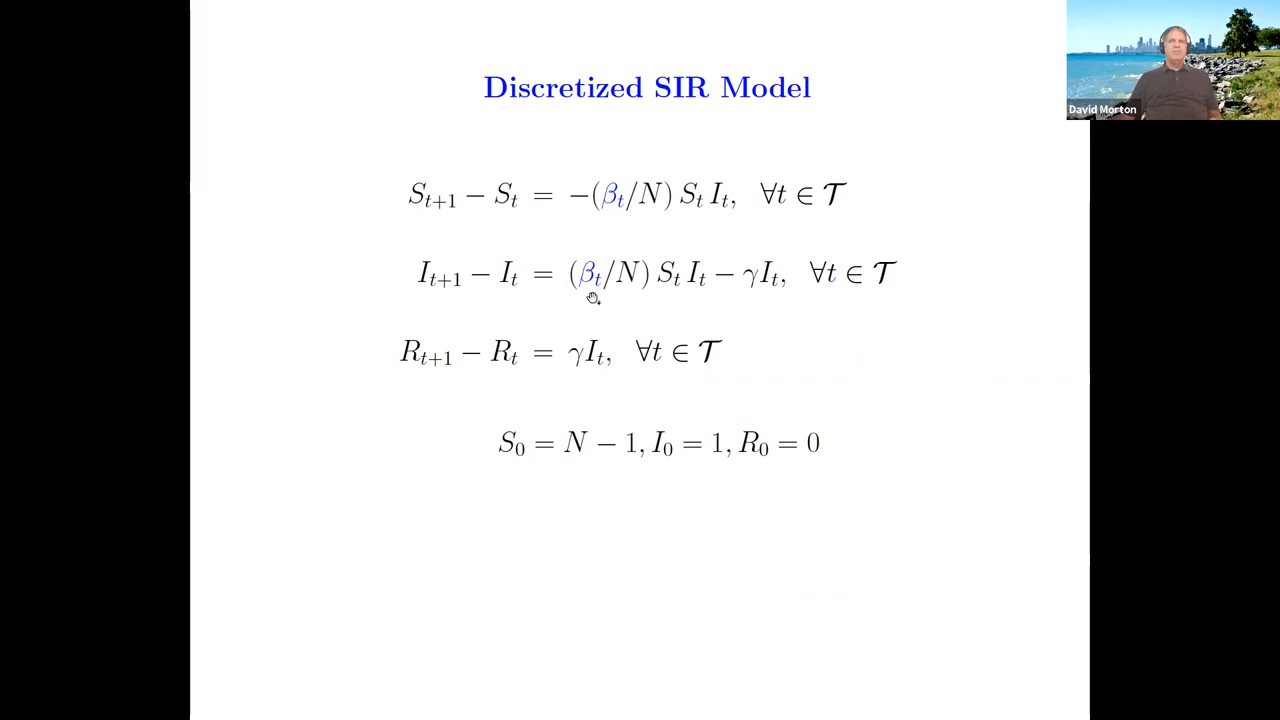 Discretized SIR Model
David Morton
S_{t+1} − S_t = −(β_t/N) S_t I_t, ∀t ∈ 𝒯
I_{t+1} − I_t = (β_t/N) S_t I_t − γI_t, ∀t ∈ 𝒯
R_{t+1} − R_t = γI_t, ∀t ∈ 𝒯
S_0 = N − 1, I_0 = 1, R_0 = 0